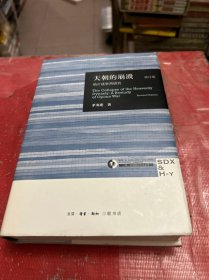 天朝的崩溃
修订版
鸦片战争再研究
The Collapse of the Heavenly
Dynasty: A Restudy
of Opium War
茅海建 著
SDX
&
H-Y
生活·讀書·新知 三联书店